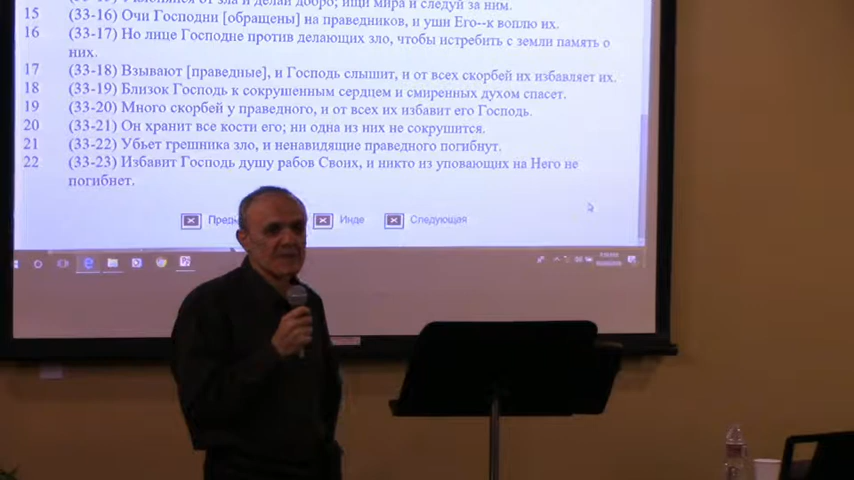 зла и делай добро; ищи мира и следуй за ним.
15 (33-16) Очи Господни [обращены] на праведников, и уши Его--к воплю их.
16 (33-17) Но лице Господне против делающих зло, чтобы истребить с земли память о
них.
17 (33-18) Взывают [праведные], и Господь слышит, и от всех скорбей их избавляет их.
18 (33-19) Близок Господь к сокрушенным сердцем и смиренных духом спасет.
19 (33-20) Много скорбей у праведного, и от всех их избавит его Господь.
20 (33-21) Он хранит все кости его; ни одна из них не сокрушится.
21 (33-22) Убьет грешника зло, и ненавидящие праведного погибнут.
22 (33-23) Избавит Господь душу рабов Своих, и никто из уповающих на Него не
погибнет.
Преды Инде Следующая